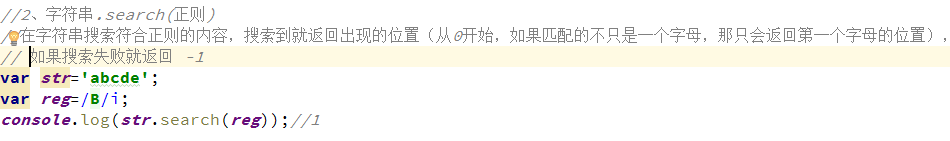 //2、字符串.search(正则)
/在字符串搜索符合正则的内容，搜索到就返回出现的位置（从0开始，如果匹配的不只是一个字母，那只会返回第一个字母的位置），
// 如果搜索失败就返回 -1
var str='abcde';
var reg=/B/i;
console.log(str.search(reg));//1